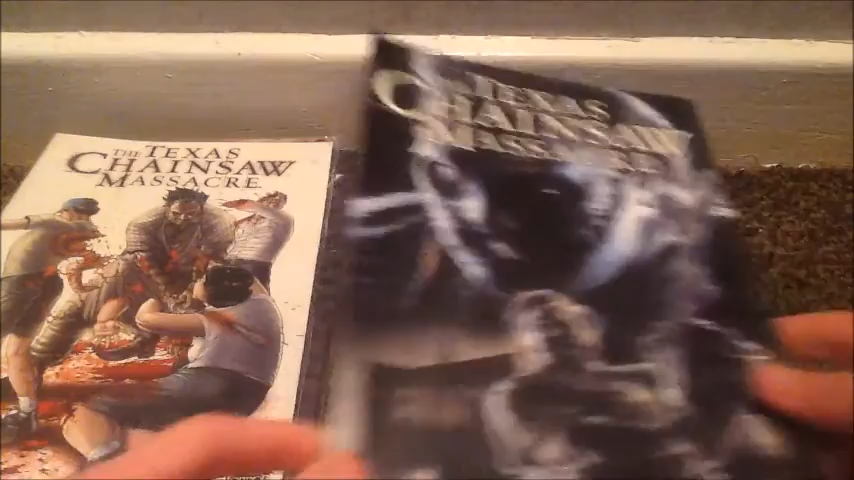 THE TEXAS
CHAINSAW
MASSACRE
TEXAS
CHAINSAW
MASSACRE